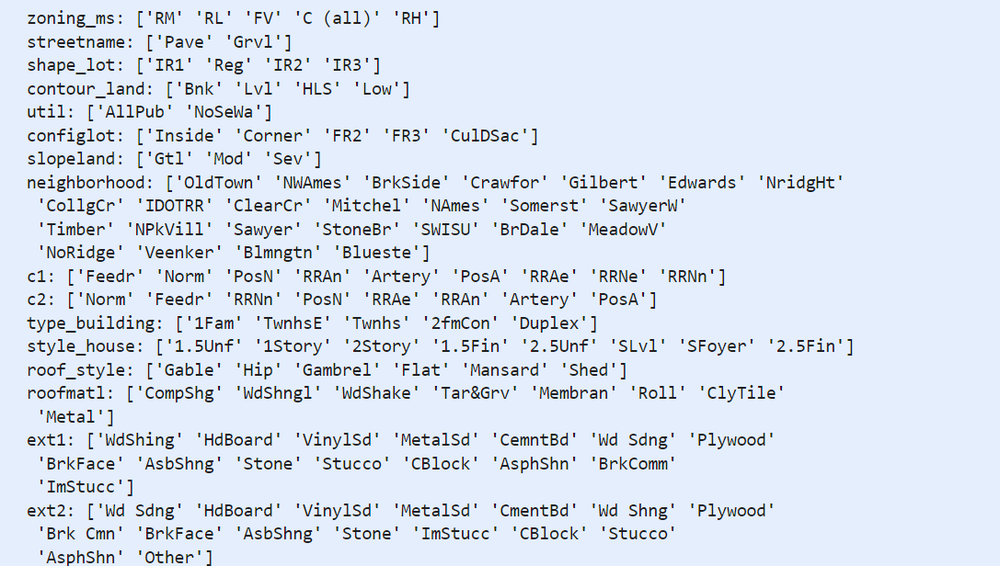 zoning_ms: ['RM' 'RL' 'FV' 'C (all)' 'RH']
streetname: ['Pave' 'Grvl']
shape_lot: ['IR1' 'Reg' 'IR2' 'IR3']
contour_land: ['Bnk' 'Lvl' 'HLS' 'Low']
util: ['AllPub' 'NoSeWa']
configlot: ['Inside' 'Corner' 'FR2' 'FR3' 'CulDSac']
slopeland: ['Gtl' 'Mod' 'Sev']
neighborhood: ['OldTown' 'NWAmes' 'BrkSide' 'Crawfor' 'Gilbert' 'Edwards' 'NridgHt'
 'CollgCr' 'IDOTRR' 'ClearCr' 'Mitchel' 'NAmes' 'Somerst' 'SawyerW'
 'Timber' 'NPkVill' 'Sawyer' 'StoneBr' 'SWISU' 'BrDale' 'MeadowV'
 'NoRidge' 'Veenker' 'Blmngtn' 'Blueste']
c1: ['Feedr' 'Norm' 'PosN' 'RRAn' 'Artery' 'PosA' 'RRAe' 'RRNe' 'RRNn']
c2: ['Norm' 'Feedr' 'RRNn' 'PosN' 'RRAe' 'RRAn' 'Artery' 'PosA']
type_building: ['1Fam' 'TwnhsE' 'Twnhs' '2fmCon' 'Duplex']
style_house: ['1.5Unf' '1Story' '2Story' '1.5Fin' '2.5Unf' 'SLvl' 'SFoyer' '2.5Fin']
roof_style: ['Gable' 'Hip' 'Gambrel' 'Flat' 'Mansard' 'Shed']
roofmatl: ['CompShg' 'WdShngl' 'WdShake' 'Tar&Grv' 'Membran' 'Roll' 'ClyTile'
 'Metal']
ext1: ['WdShing' 'HdBoard' 'VinylSd' 'MetalSd' 'CemntBd' 'Wd Sdng' 'Plywood'
 'BrkFace' 'AsbShng' 'Stone' 'Stucco' 'CBlock' 'AsphShn' 'BrkComm'
 'ImStucc']
ext2: ['Wd Sdng' 'HdBoard' 'VinylSd' 'MetalSd' 'CmentBd' 'Wd Shng' 'Plywood'
 'Brk Cmn' 'BrkFace' 'AsbShng' 'Stone' 'ImStucc' 'CBlock' 'Stucco'
 'AsphShn' 'Other']